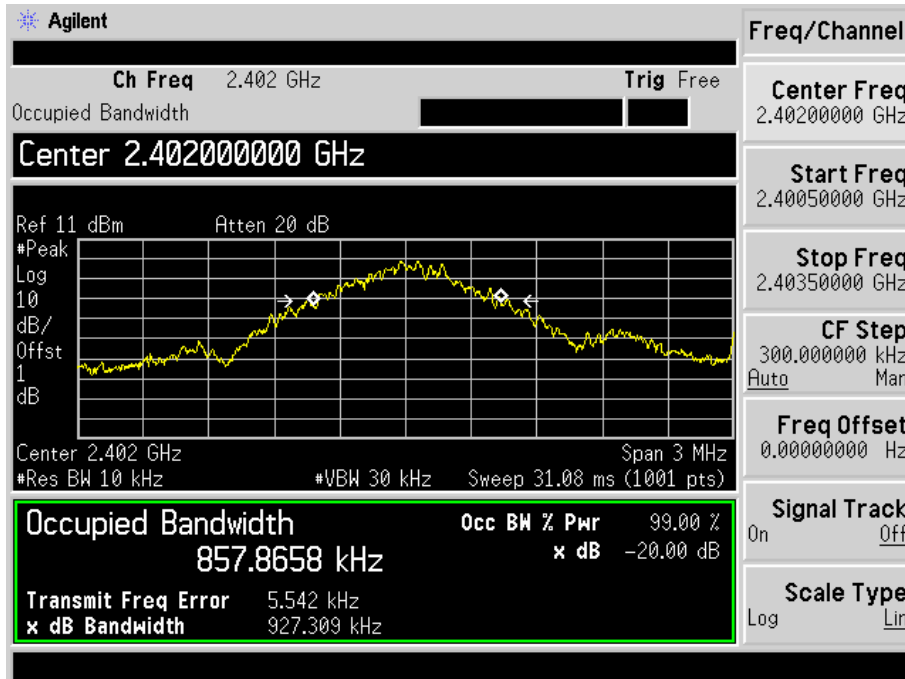 Agilent
Ch Freq 2.402 GHz Trig Free
Occupied Bandwidth
Center 2.402000000 GHz
Ref 11 dBm Atten 20 dB
#Peak
Log
10
dB/
Offst
1
dB
Center 2.402 GHz Span 3 MHz
#Res BW 10 kHz #VBW 30 kHz Sweep 31.08 ms (1001 pts)
Occupied Bandwidth
857.8658 kHz
Occ BW % Pwr 99.00 %
x dB -20.00 dB
Transmit Freq Error 5.542 kHz
x dB Bandwidth 927.309 kHz
Freq/Channel
Center Freq
2.40200000 GHz
Start Freq
2.40050000 GHz
Stop Freq
2.40350000 GHz
CF Step
300.000000 kHz
Auto Man
Freq Offset
0.00000000 Hz
Signal Track
On Off
Scale Type
Log Lin